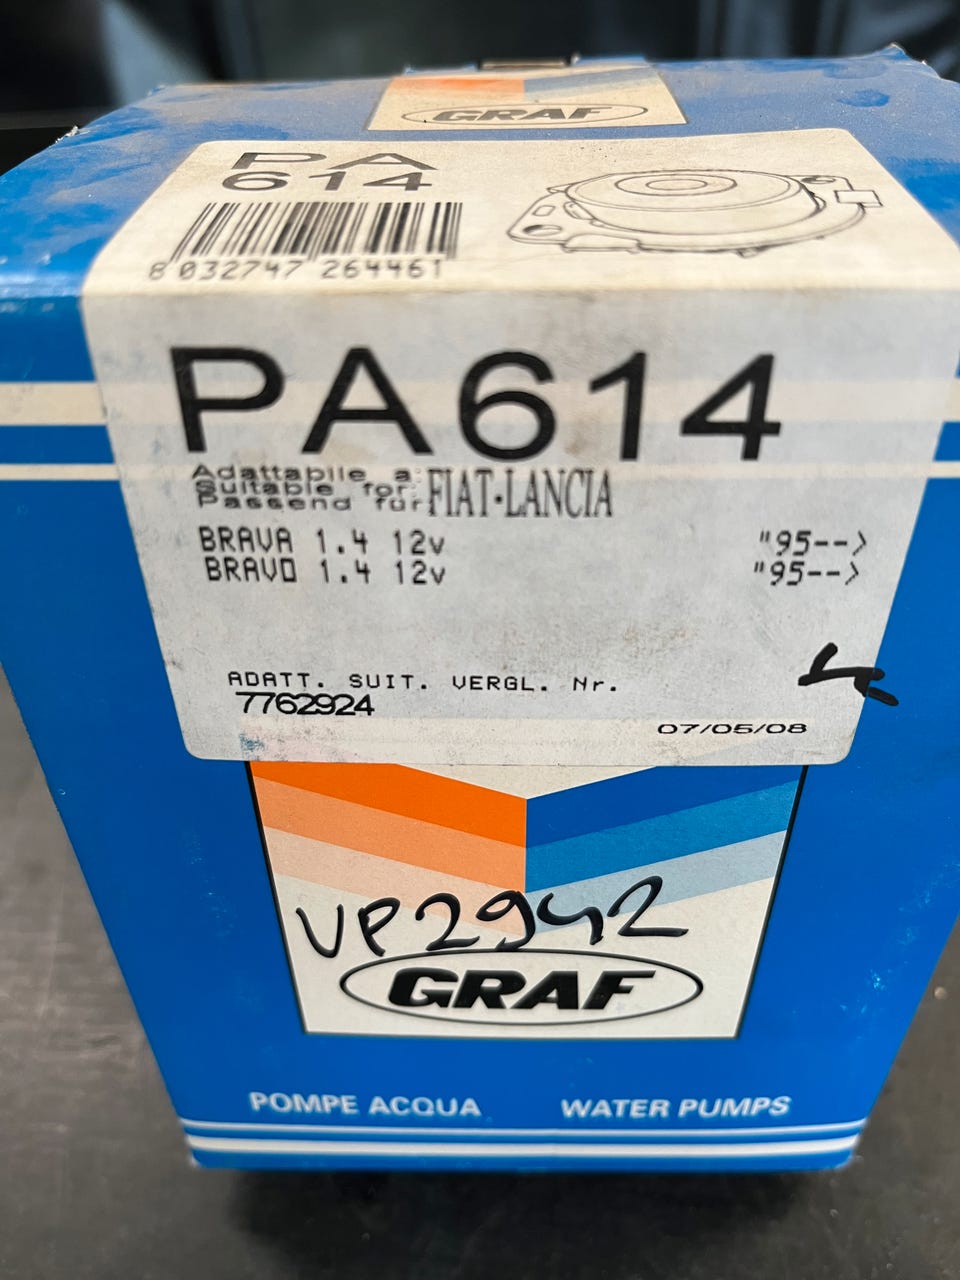 GRAF
PA
614
8 032747 264461
PA614
Adattabile a:
Suitable for:
Passend für:
FIAT-LANCIA
BRAVA 1.4 12v "95-->
BRAVO 1.4 12v "95-->
4
ADATT. SUIT. VERGL. Nr.
7762924
07/05/08
VP2942
GRAF
POMPE ACQUA WATER PUMPS